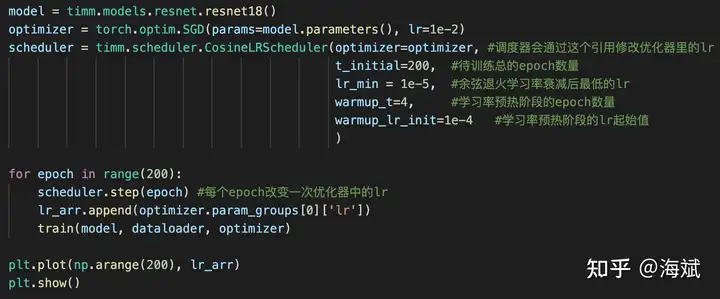 model = timm.models.resnet.resnet18()
optimizer = torch.optim.SGD(params=model.parameters(), lr=1e-2)
scheduler = timm.scheduler.CosineLRScheduler(optimizer=optimizer, #调度器会通过这个引用修改优化器里的lr
t_initial=200, #待训练总的epoch数量
lr_min = 1e-5, #余弦退火学习率衰减后最低的lr
warmup_t=4, #学习率预热阶段的epoch数量
warmup_lr_init=1e-4 #学习率预热阶段的lr起始值
)
for epoch in range(200):
scheduler.step(epoch) #每个epoch改变一次优化器中的lr
lr_arr.append(optimizer.param_groups[0]['lr'])
train(model, dataloader, optimizer)
plt.plot(np.arange(200), lr_arr)
plt.show()
知乎 @海斌